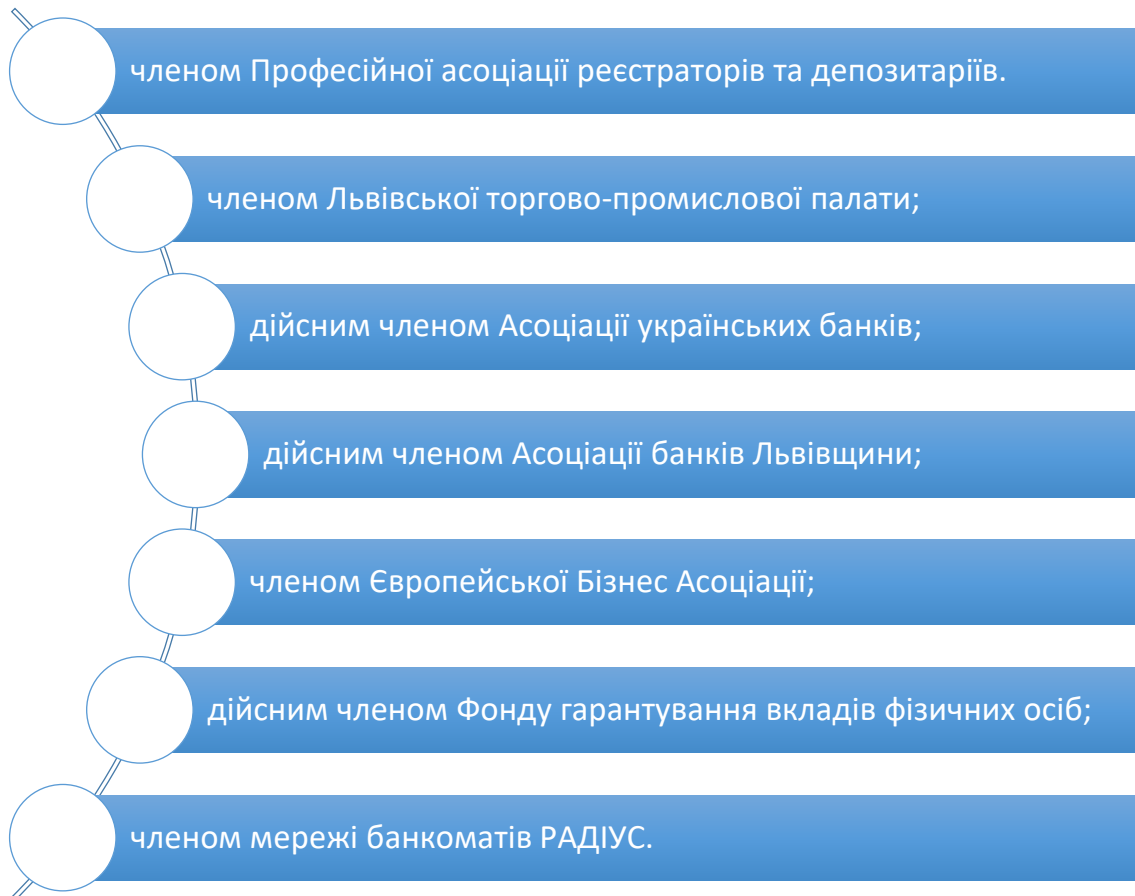 членом Професійної асоціації реєстраторів та депозитаріїв.
членом Львівської торгово-промислової палати;
дійсним членом Асоціації українських банків;
дійсним членом Асоціації банків Львівщини;
членом Європейської Бізнес Асоціації;
дійсним членом Фонду гарантування вкладів фізичних осіб;
членом мережі банкоматів РАДІУС.